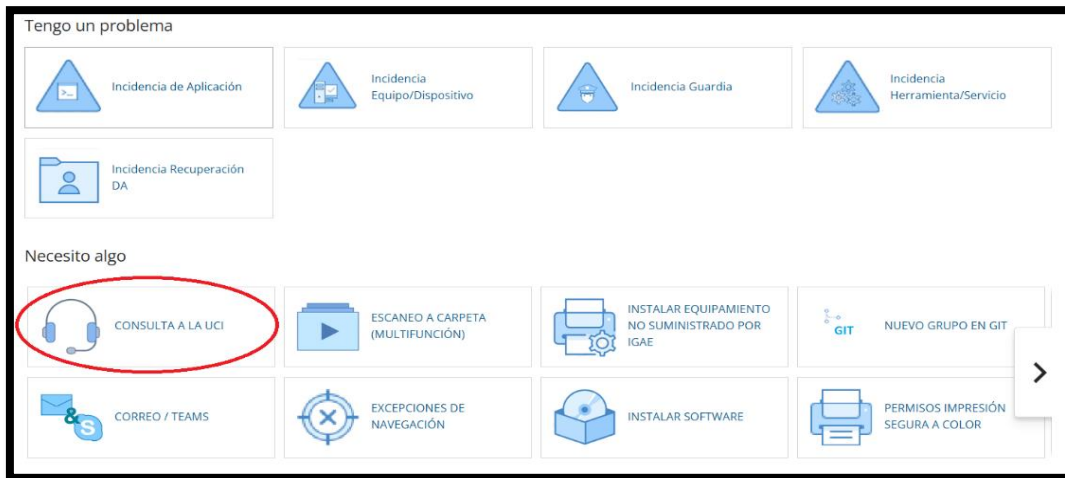 Tengo un problema
Incidencia de Aplicación
Incidencia
Equipo/Dispositivo
Incidencia Guardia
Incidencia
Herramienta/Servicio
Incidencia Recuperación
DA
Necesito algo
CONSULTA A LA UCI
ESCANEO A CARPETA
(MULTIFUNCIÓN)
INSTALAR EQUIPAMIENTO
NO SUMINISTRADO POR
IGAE
GIT
NUEVO GRUPO EN GIT
&
S
CORREO / TEAMS
EXCEPCIONES DE
NAVEGACIÓN
INSTALAR SOFTWARE
PERMISOS IMPRESIÓN
SEGURA A COLOR